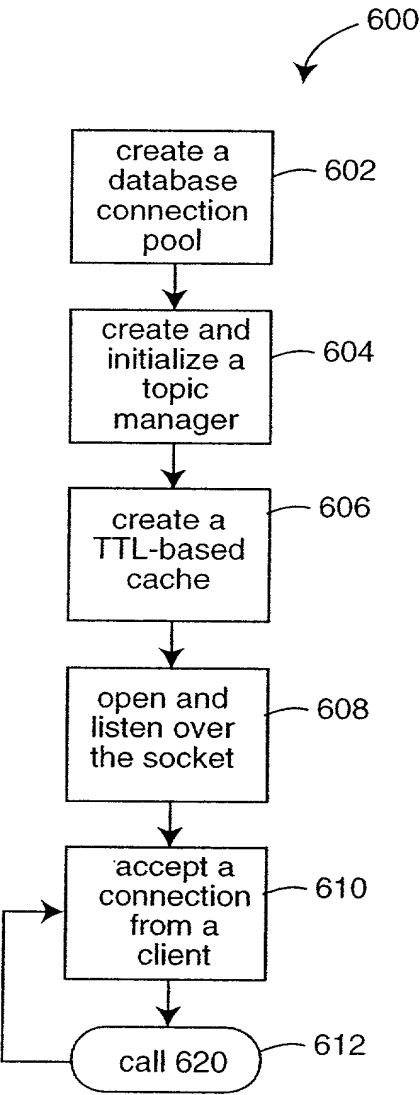 600
create a
database
connection
pool
602
create and
initialize a
topic
manager
604
create a
TTL-based
cache
606
open and
listen over
the socket
608
accept a
connection
from a
client
610
call 620
612